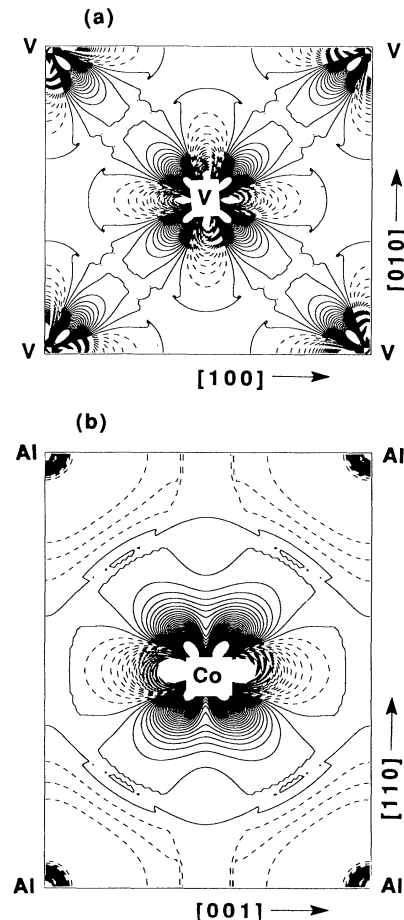 (a)
V V
V
V V
[010]
[100]
(b)
Al Al
Co
[110]
Al Al
[001]